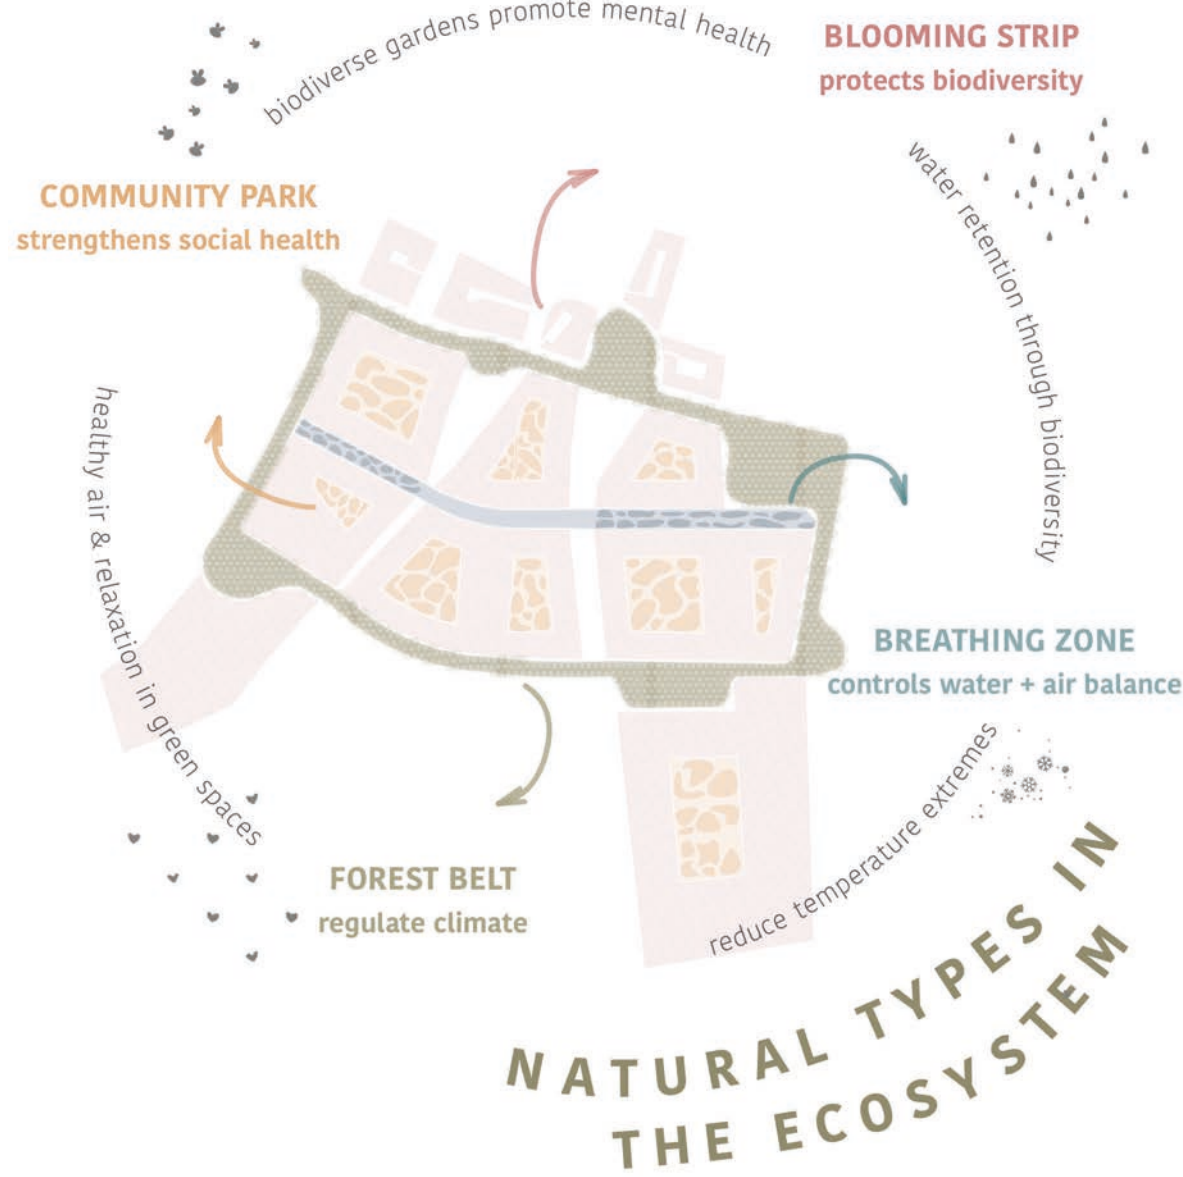 biodiverse gardens promote mental health
BLOOMING STRIP
protects biodiversity
water retention through biodiversity
COMMUNITY PARK
strengthens social health
healthy air & relaxation in green spaces
BREATHING ZONE
controls water + air balance
reduce temperature extremes
FOREST BELT
regulate climate
NATURAL TYPES IN
THE ECOSYSTEM